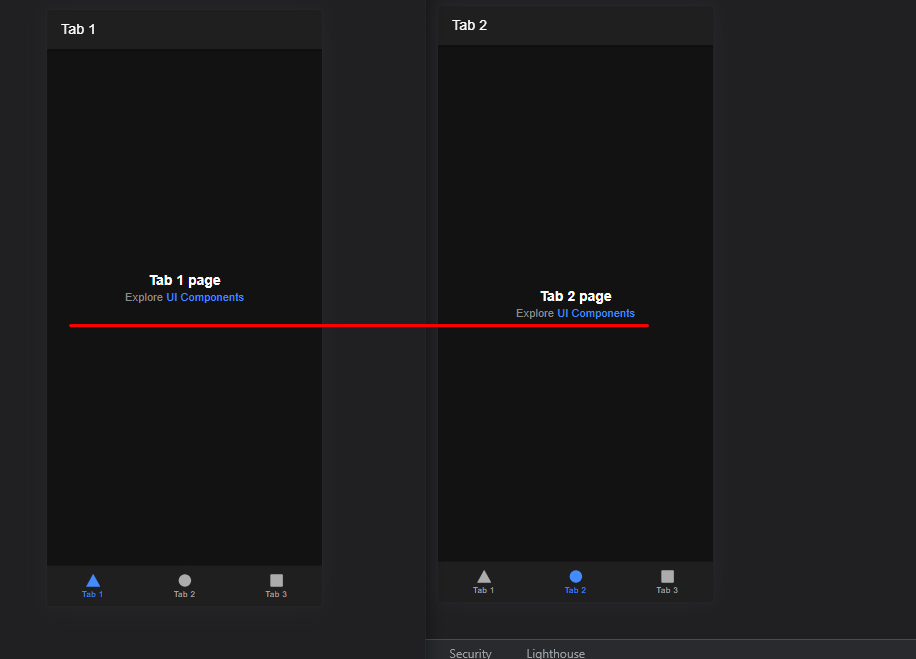 Tab 1
Tab 1 page
Explore UI Components
Tab 1 Tab 2 Tab 3
Tab 2
Tab 2 page
Explore UI Components
Tab 1 Tab 2 Tab 3
Security Lighthouse